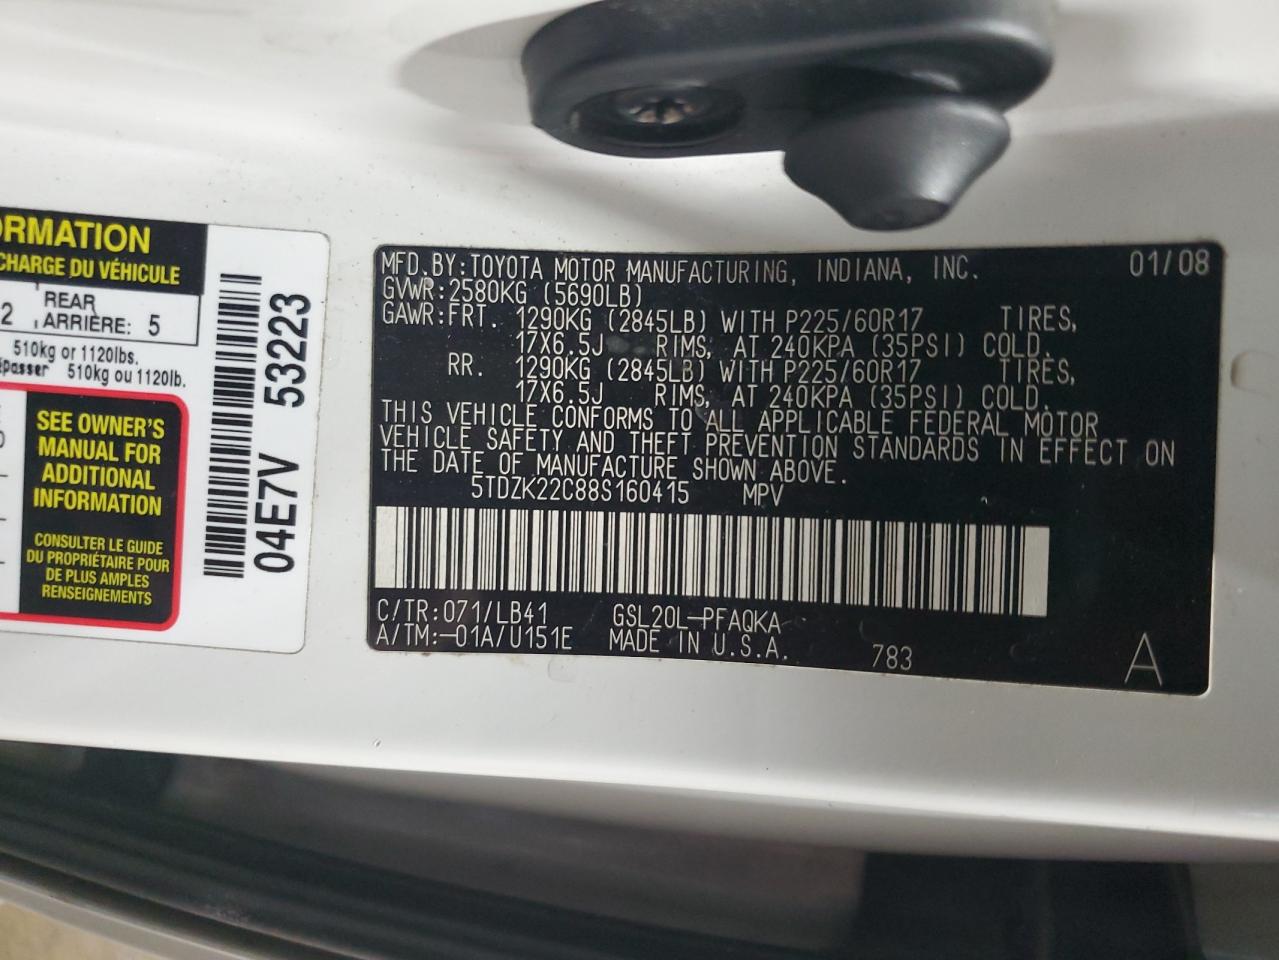 ORMATION
CHARGE DU VÉHICULE
2
REAR
ARRIÈRE: 5
510kg or 1120lbs.
épasser 510kg ou 1120lb.
SEE OWNER'S
MANUAL FOR
ADDITIONAL
INFORMATION
CONSULTER LE GUIDE
DU PROPRIÉTAIRE POUR
DE PLUS AMPLES
RENSEIGNEMENTS
04E7V 53223
MFD.BY:TOYOTA MOTOR MANUFACTURING, INDIANA, INC. 01/08
GVWR:2580KG (5690LB)
GAWR:FRT. 1290KG (2845LB) WITH P225/60R17 TIRES,
17X6.5J RIMS, AT 240KPA (35PSI) COLD.
RR. 1290KG (2845LB) WITH P225/60R17 TIRES,
17X6.5J RIMS, AT 240KPA (35PSI) COLD.
THIS VEHICLE CONFORMS TO ALL APPLICABLE FEDERAL MOTOR
VEHICLE SAFETY AND THEFT PREVENTION STANDARDS IN EFFECT ON
THE DATE OF MANUFACTURE SHOWN ABOVE.
5TDZK22C88S160415 MPV
C/TR:071/LB41 GSL20L-PFAQKA
A/TM:-01A/U151E MADE IN U.S.A. 783 A